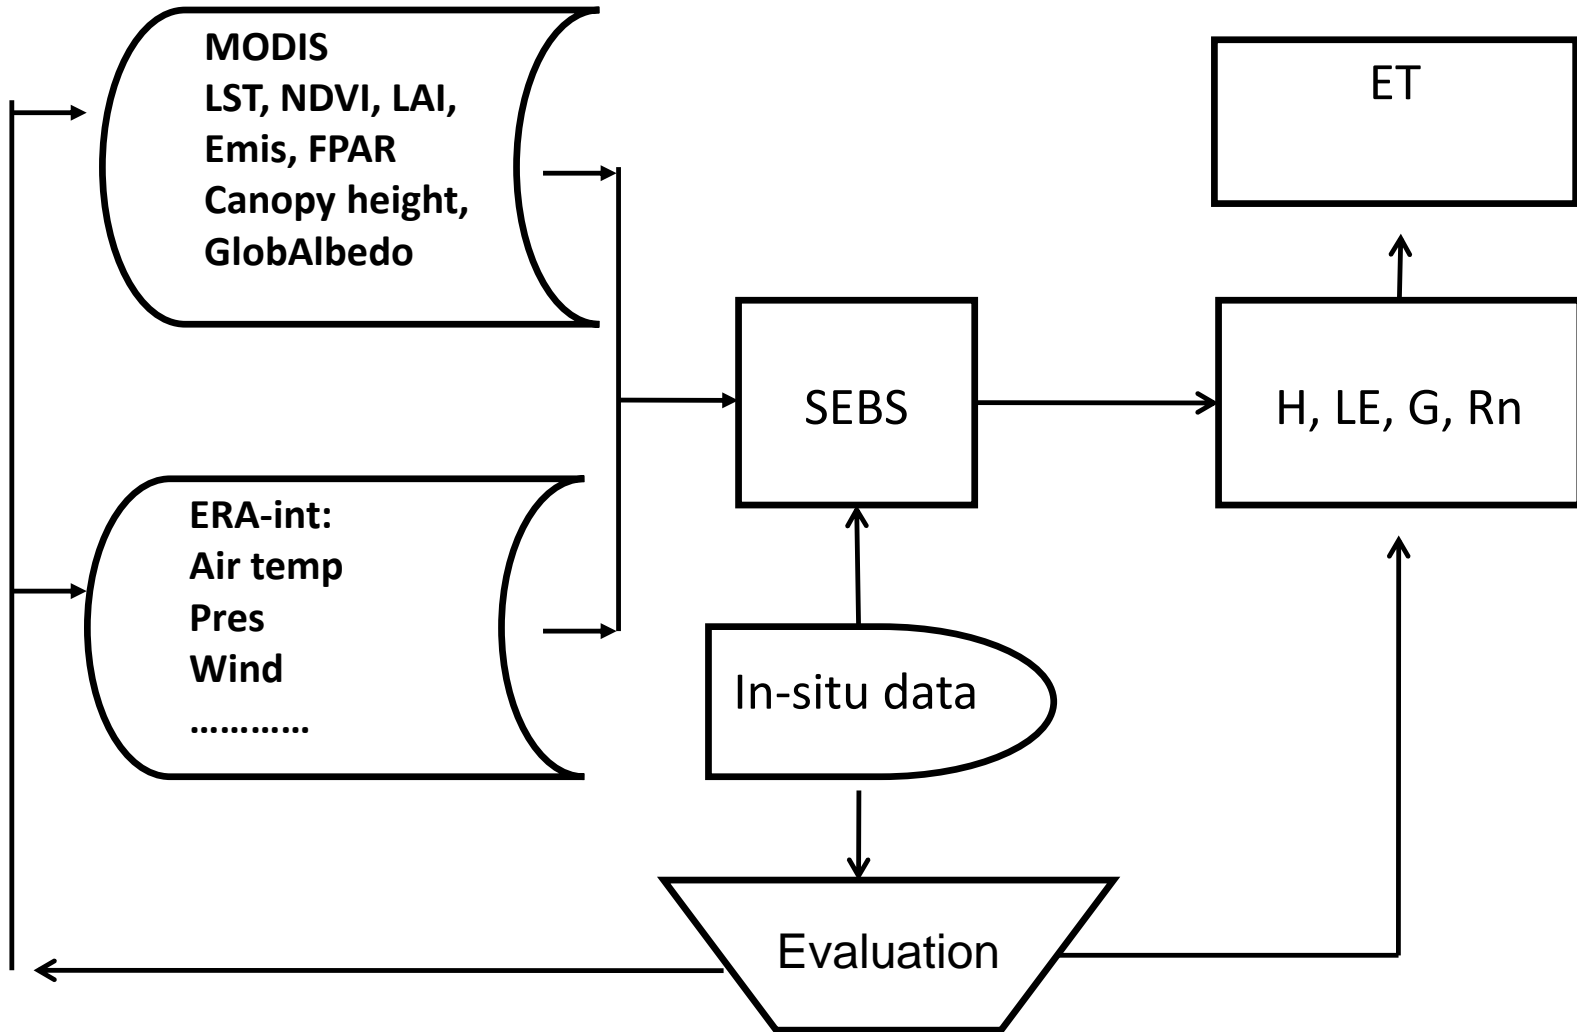 MODIS
LST, NDVI, LAI,
Emis, FPAR
Canopy height,
GlobAlbedo
ET
SEBS
H, LE, G, Rn
ERA-int:
Air temp
Pres
Wind
…………
In-situ data
Evaluation